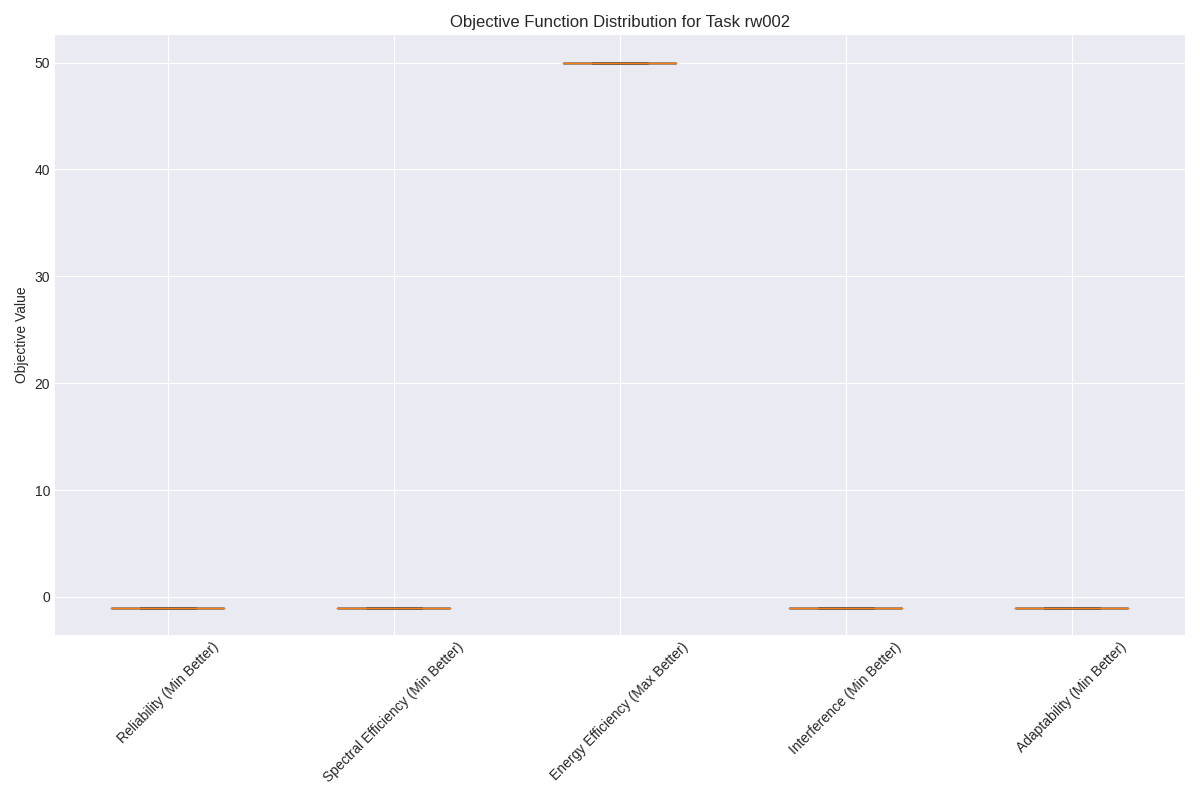 Objective Function Distribution for Task rw002
Objective Value
50
40
30
20
10
0
Reliability (Min Better)
Spectral Efficiency (Min Better)
Energy Efficiency (Max Better)
Interference (Min Better)
Adaptability (Min Better)